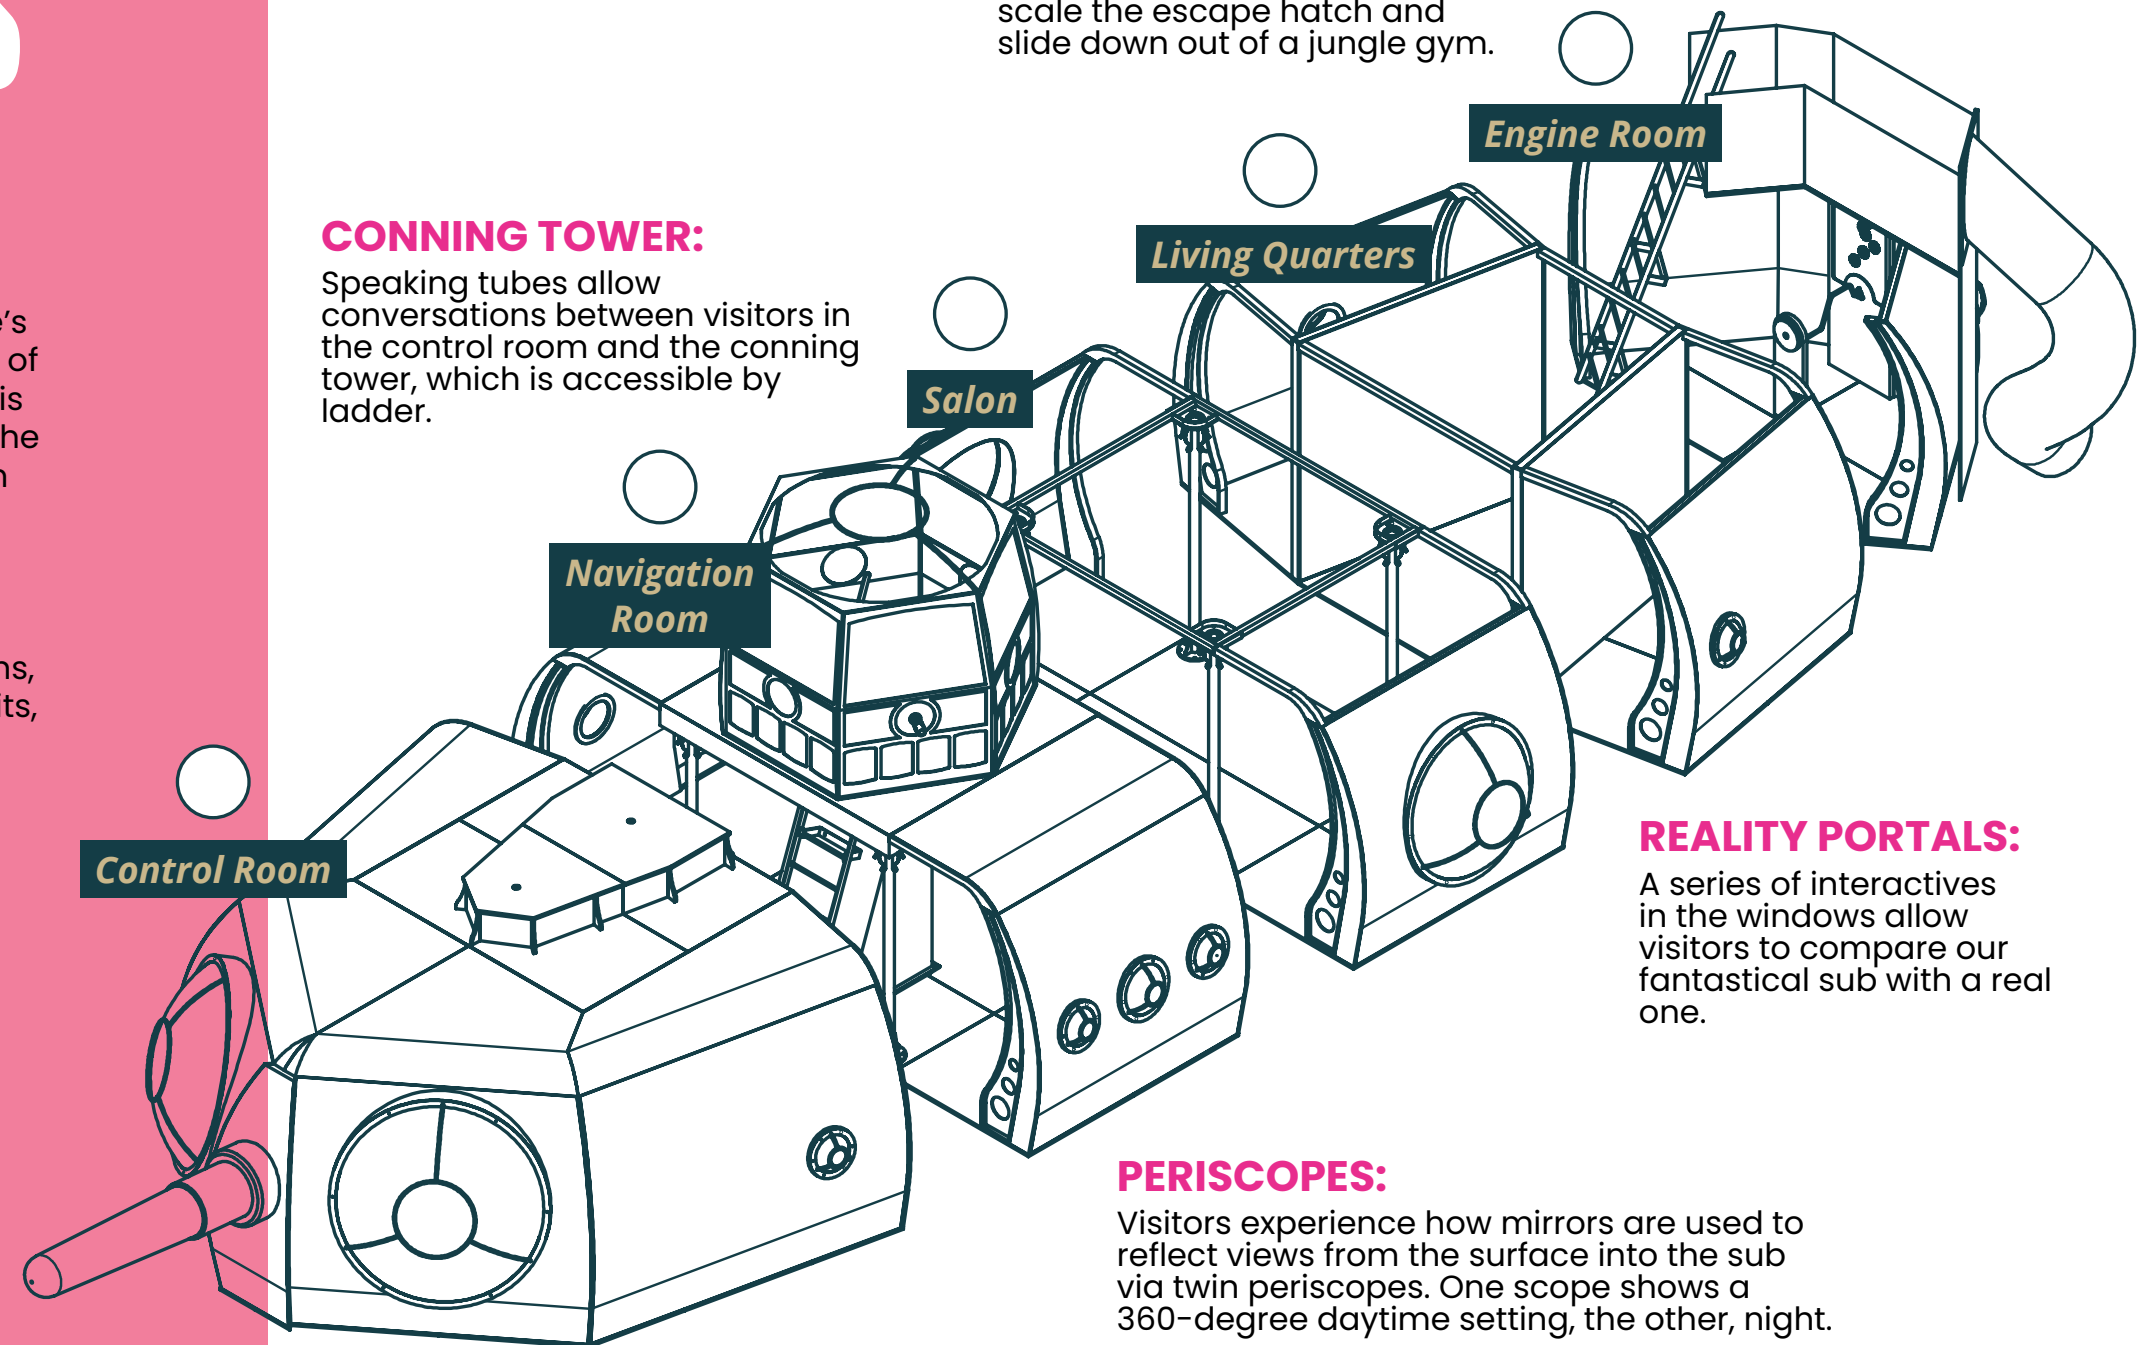 scale the escape hatch and
slide down out of a jungle gym.
Engine Room
CONNING TOWER:
Speaking tubes allow
conversations between visitors in
the control room and the conning
tower, which is accessible by
ladder.
Living Quarters
Salon
Navigation
Room
Control Room
of
is
REALITY PORTALS:
A series of interactives
in the windows allow
visitors to compare our
fantastical sub with a real
one.
PERISCOPES:
Visitors experience how mirrors are used to
reflect views from the surface into the sub
via twin periscopes. One scope shows a
360-degree daytime setting, the other, night.